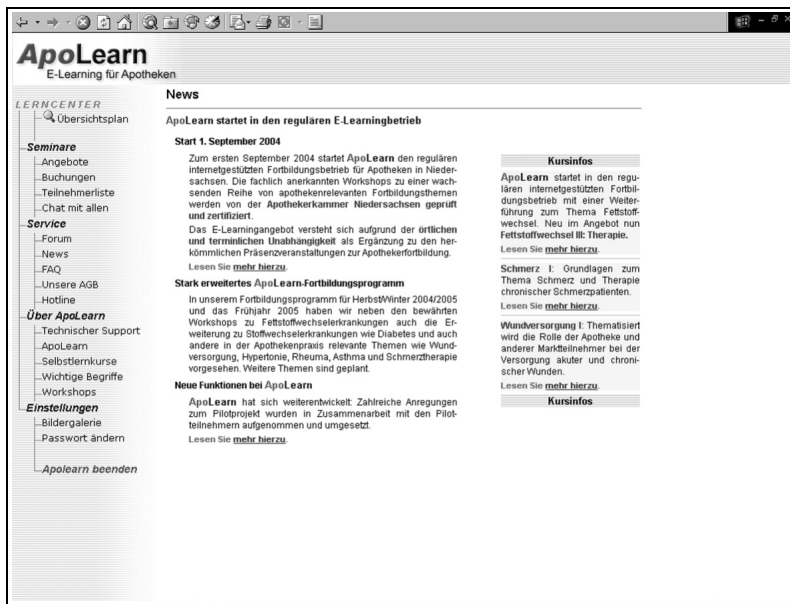 ApoLearn
E-Learning für Apotheken
LERNCENTER
Übersichtsplan
Seminare
Angebote
Buchungen
Teilnehmerliste
Chat mit allen
Service
Forum
News
FAQ
Unsere AGB
Hotline
Über ApoLearn
Technischer Support
ApoLearn
Selbstlernkurse
Wichtige Begriffe
Workshops
Einstellungen
Bildergalerie
Passwort ändern
Apolearn beenden
News
ApoLearn startet in den regulären E-Learningbetrieb
Start 1. September 2004
Zum ersten September 2004 startet ApoLearn den regulären
internetgestützten Fortbildungsbetrieb für Apotheken in Nieder-
sachsen. Die fachlich anerkannten Workshops zu einer wach-
senden Reihe von apothekenrelevanten Fortbildungsthemen
werden von der Apothekerkammer Niedersachsen geprüft
und zertifiziert.
Das E-Learningangebot versteht sich aufgrund der örtlichen
und terminlichen Unabhängigkeit als Ergänzung zu den her-
kömmlichen Präsenzveranstaltungen zur Apothekerfortbildung.
Lesen Sie mehr hierzu.
Stark erweitertes ApoLearn-Fortbildungsprogramm
In unserem Fortbildungsprogramm für Herbst/Winter 2004/2005
und das Frühjahr 2005 haben wir neben den bewährten
Workshops zu Fettstoffwechselerkrankungen auch die Er-
weiterung zu Stoffwechselerkrankungen wie Diabetes und auch
andere in der Apothekenpraxis relevante Themen wie Wund-
versorgung, Hypertonie, Rheuma, Asthma und Schmerztherapie
vorgesehen. Weitere Themen sind geplant.
Neue Funktionen bei ApoLearn
ApoLearn hat sich weiterentwickelt: Zahlreiche Anregungen
zum Pilotprojekt wurden in Zusammenarbeit mit den Pilot-
teilnehmern aufgenommen und umgesetzt.
Lesen Sie mehr hierzu.
Kursinfos
ApoLearn startet in den regu-
lären internetgestützten Fortbil-
dungsbetrieb mit einer Weiter-
führung zum Thema Fettstoff-
wechsel. Neu im Angebot nun
Fettstoffwechsel III: Therapie.
Lesen Sie mehr hierzu.
Schmerz I: Grundlagen zum
Thema Schmerz und Therapie
chronischer Schmerzpatienten.
Lesen Sie mehr hierzu.
Wundversorgung I: Thematisiert
wird die Rolle der Apotheke und
anderer Marktteilnehmer bei der
Versorgung akuter und chroni-
scher Wunden.
Lesen Sie mehr hierzu.
Kursinfos